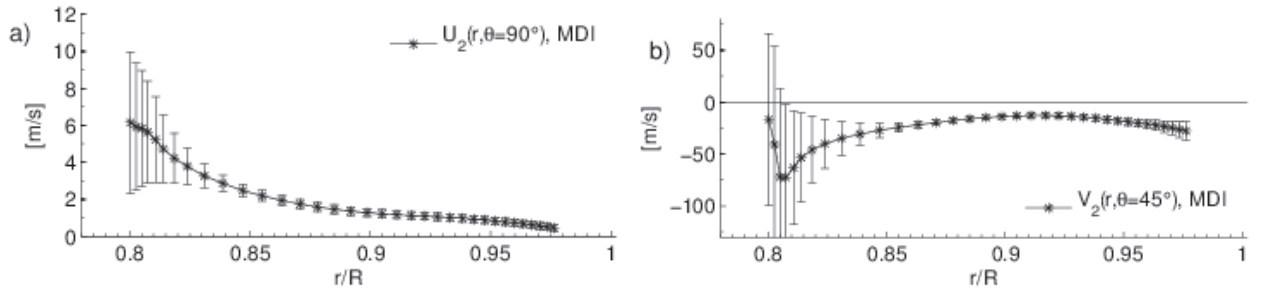 a)
12
10
8
6
4
2
0
[m/s]
U₂(r,θ=90°), MDI
0.8 0.85 0.9 0.95 1
r/R
b)
50
0
−50
−100
[m/s]
V₂(r,θ=45°), MDI
0.8 0.85 0.9 0.95 1
r/R